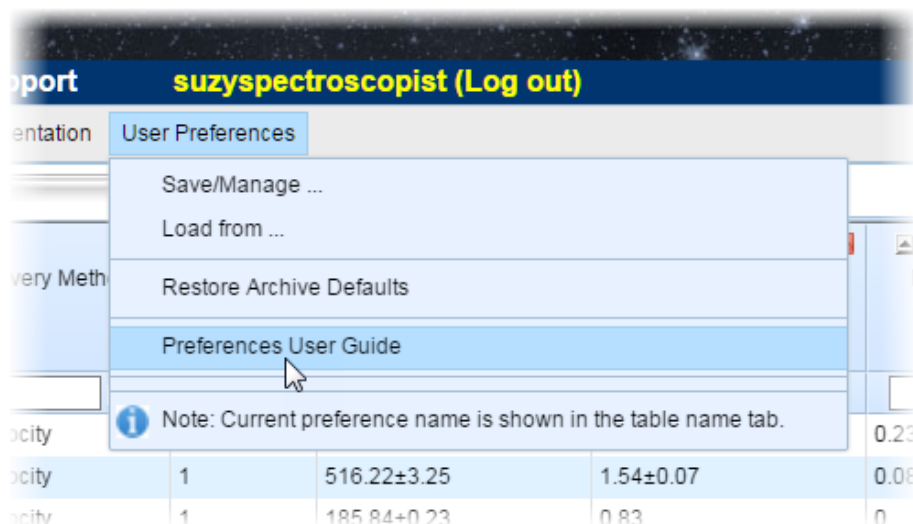 pport suzyspectroscopist (Log out)
entation User Preferences
Save/Manage ...
Load from ...
very Meth
Restore Archive Defaults
Preferences User Guide
Note: Current preference name is shown in the table name tab.
ocity 0.23
ocity 1 516.22±3.25 1.54±0.07 0.08
ocity 1 185.84±0.23 0.83 0